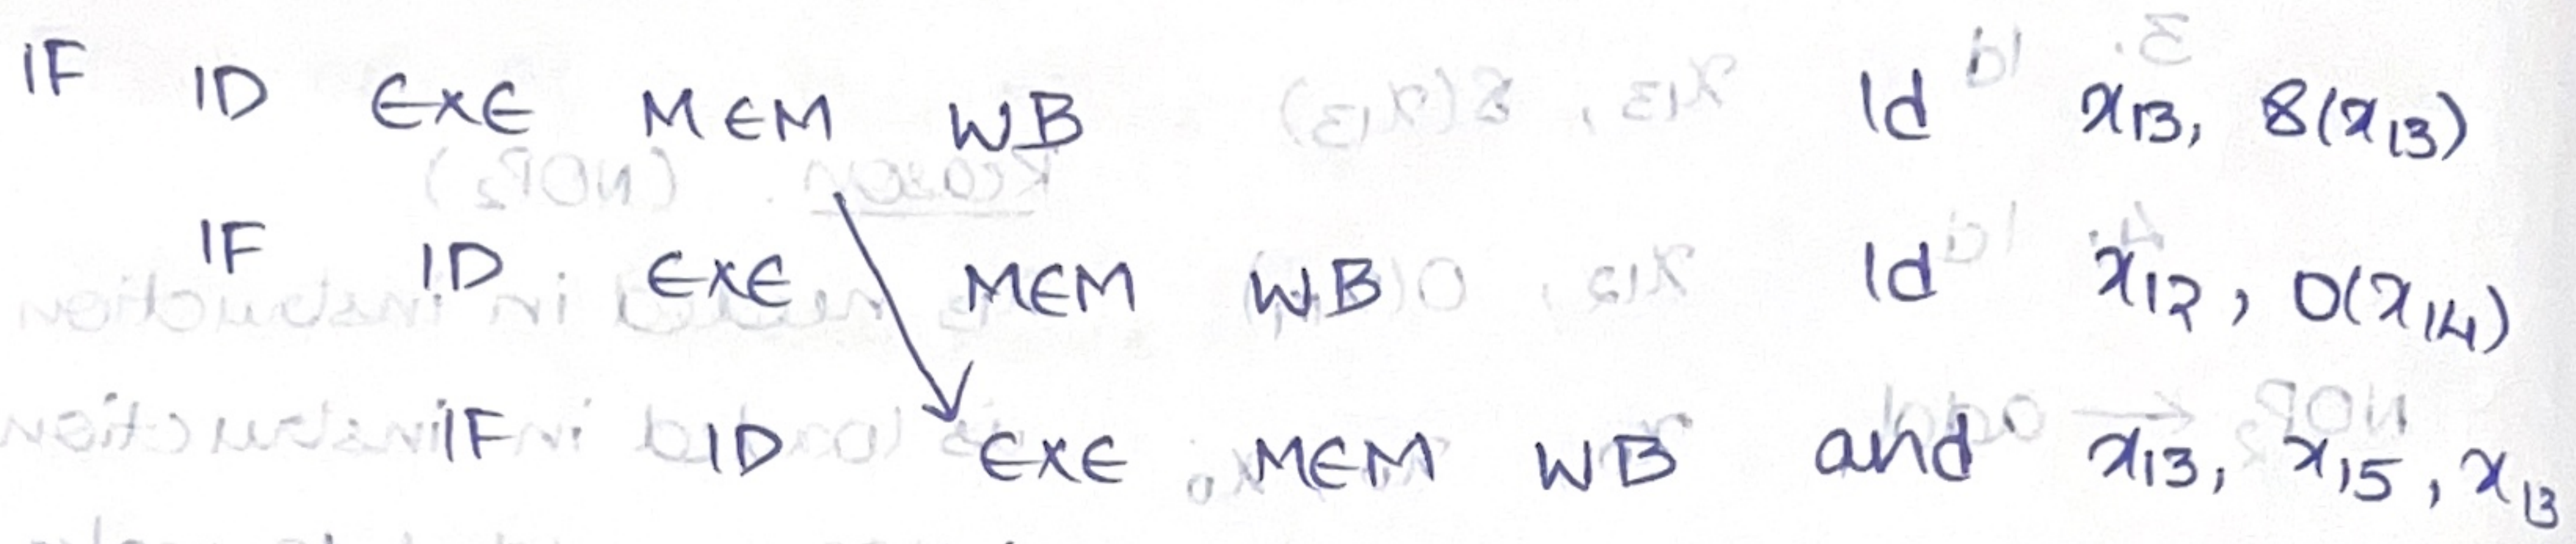 IF ID EXE MEM WB ld x13, 8(x13)
IF ID EXE MEM WB ld x12, 0(x14)
IF ID EXE MEM WB and x13, x15, x13